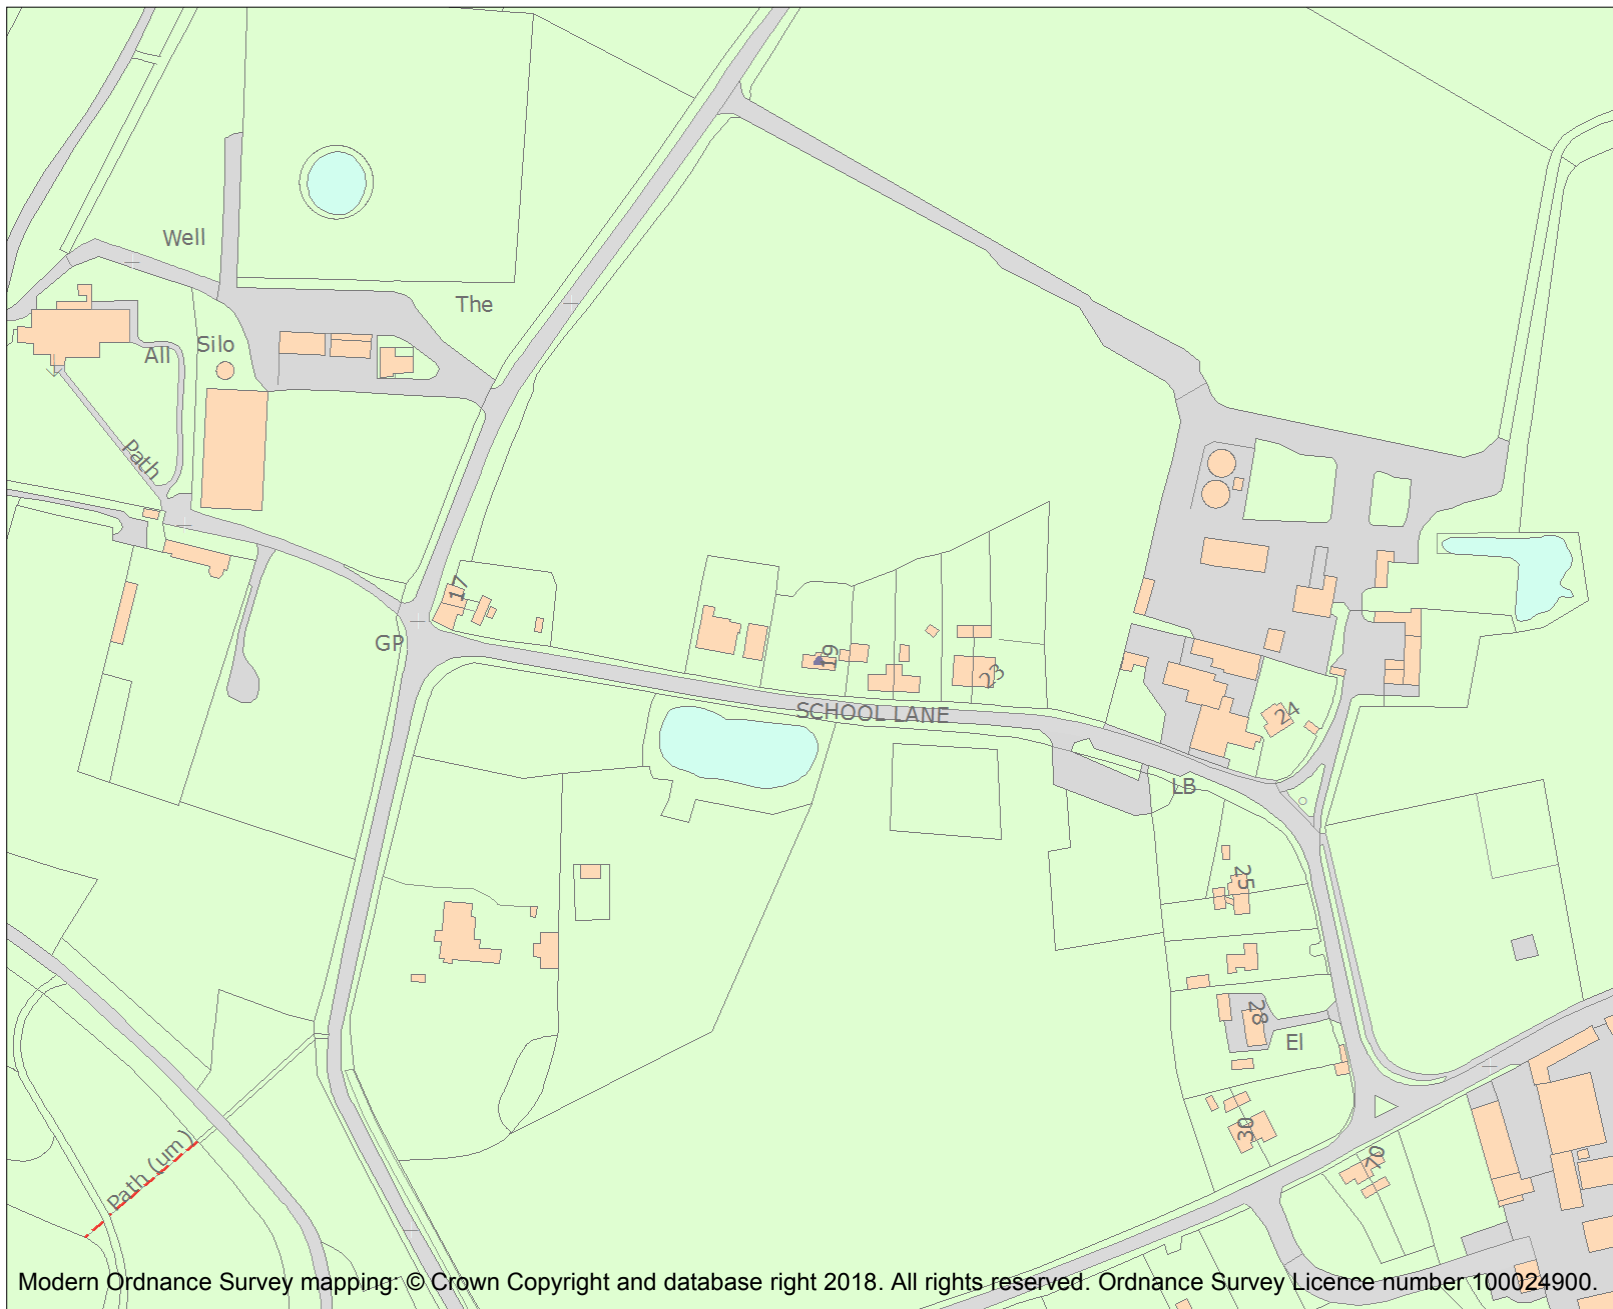 Well
The
Silo
All
Path
17
GP
19
23
SCHOOL LANE
24
LB
25
28
El
30
70
Path (um)
Modern Ordnance Survey mapping: © Crown Copyright and database right 2018. All rights reserved. Ordnance Survey Licence number 100024900.